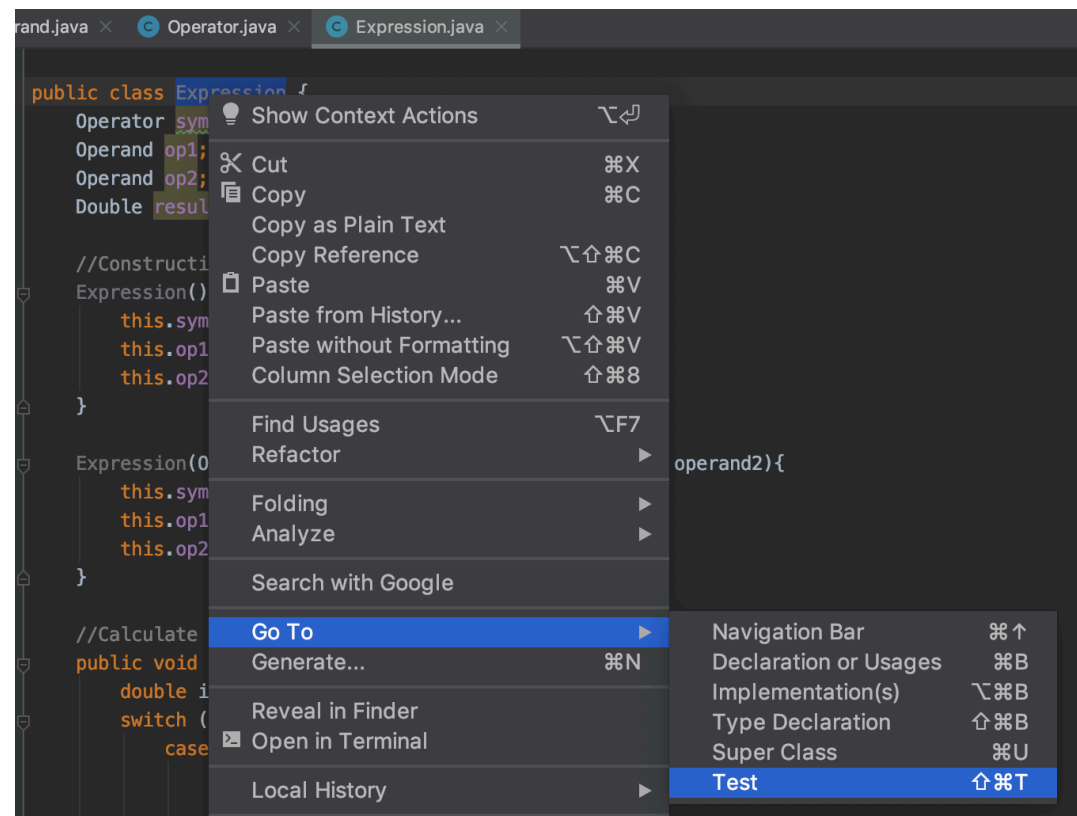 rand.java Operator.java Expression.java
public class Expression {
Operator sym
Operand op1;
Operand op2;
Double resul
//Constructi
Expression()
this.sym
this.op1
this.op2
}
Expression(O operand2){
this.sym
this.op1
this.op2
}
//Calculate
public void
double i
switch (
case
Show Context Actions ⌥⏎
Cut ⌘X
Copy ⌘C
Copy as Plain Text
Copy Reference ⌥⇧⌘C
Paste ⌘V
Paste from History... ⇧⌘V
Paste without Formatting ⌥⇧⌘V
Column Selection Mode ⇧⌘8
Find Usages ⌥F7
Refactor
Folding
Analyze
Search with Google
Go To
Generate... ⌘N
Reveal in Finder
Open in Terminal
Local History
Navigation Bar ⌘↑
Declaration or Usages ⌘B
Implementation(s) ⌥⌘B
Type Declaration ⇧⌘B
Super Class ⌘U
Test ⇧⌘T